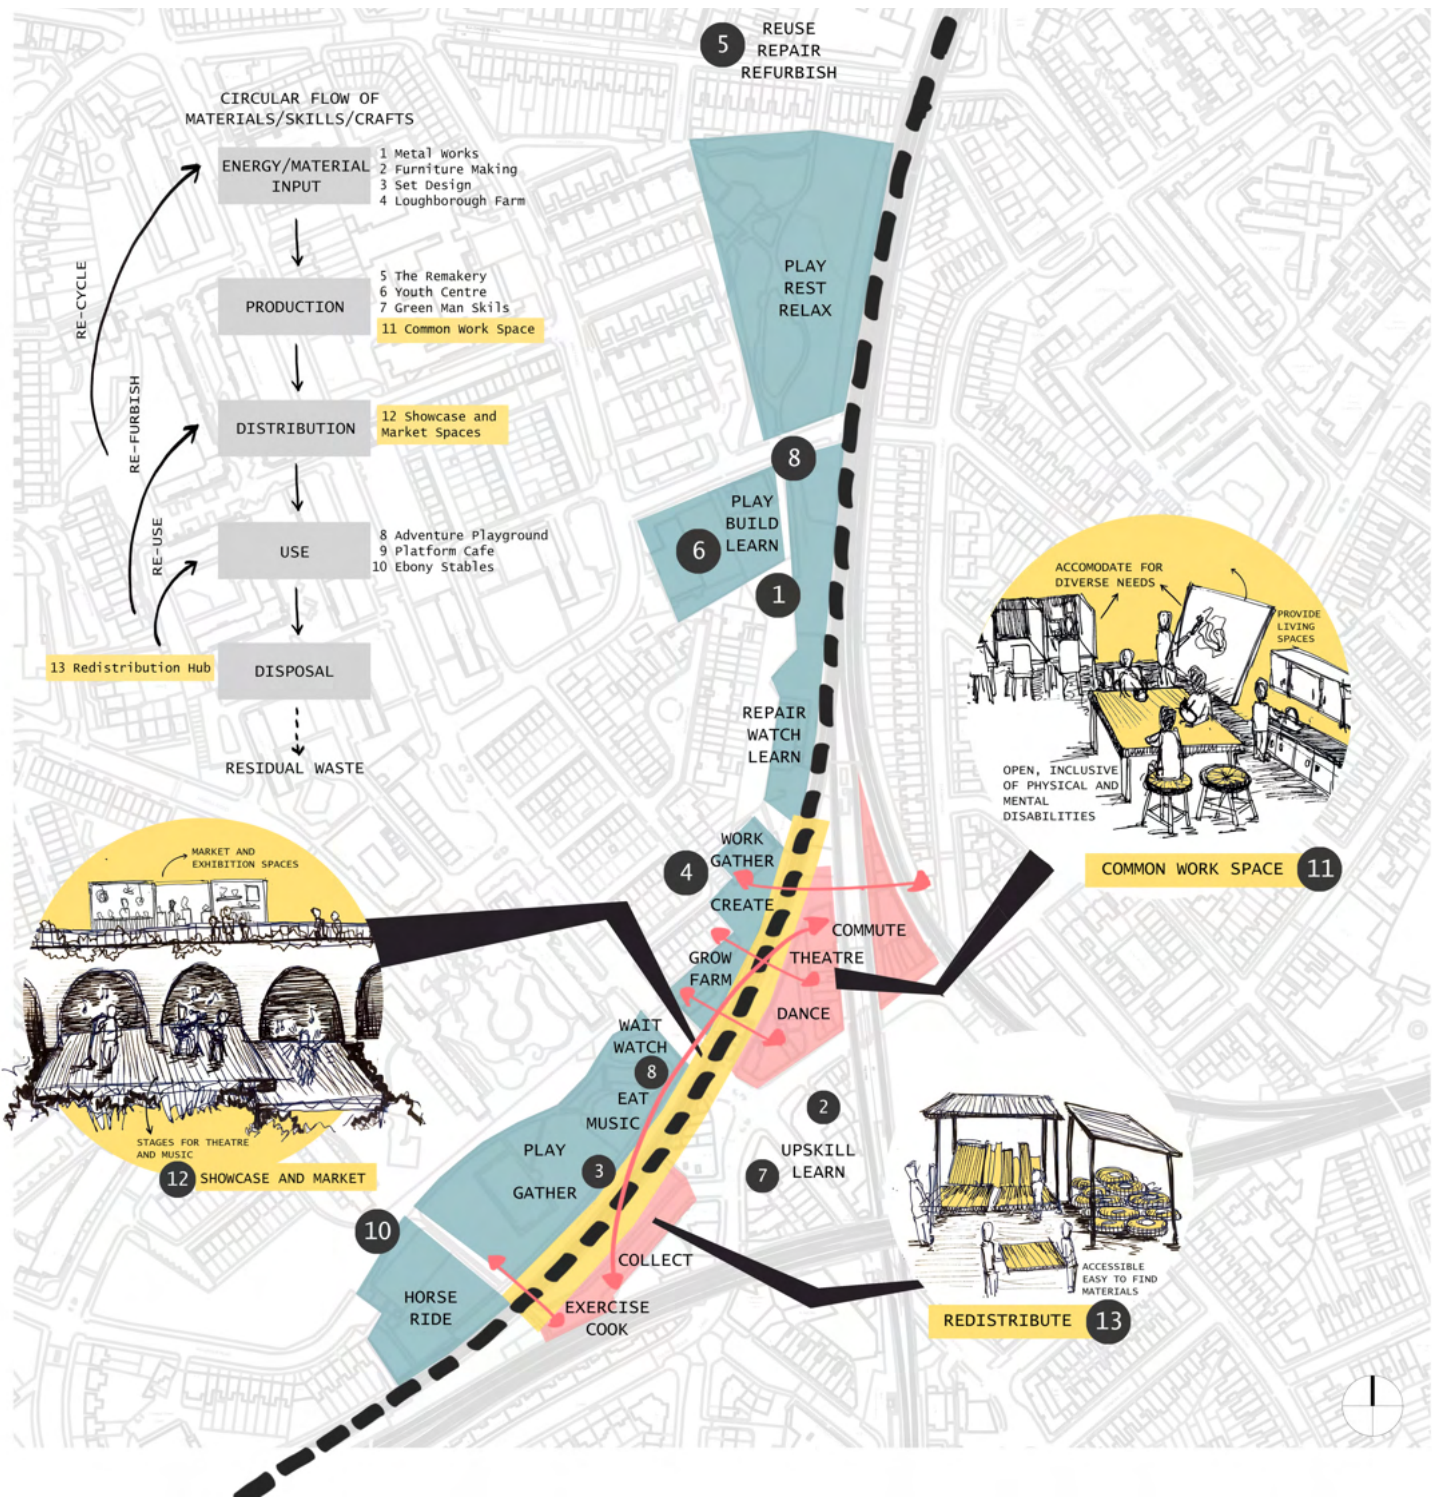 CIRCULAR FLOW OF
MATERIALS/SKILLS/CRAFTS
ENERGY/MATERIAL
INPUT
1 Metal Works
2 Furniture Making
3 Set Design
4 Loughborough Farm
PRODUCTION
5 The Remakery
6 Youth Centre
7 Green Man Skils
11 Common Work Space
DISTRIBUTION
12 Showcase and
Market Spaces
USE
8 Adventure Playground
9 Platform Cafe
10 Ebony Stables
DISPOSAL
13 Redistribution Hub
RESIDUAL WASTE
RE-CYCLE
RE-FURBISH
RE-USE
5
REUSE
REPAIR
REFURBISH
PLAY
REST
RELAX
8
PLAY
BUILD
LEARN
6
1
REPAIR
WATCH
LEARN
WORK
GATHER
4
CREATE
COMMUTE
GROW
FARM
THEATRE
DANCE
WAIT
WATCH
8
EAT
MUSIC
PLAY
3
GATHER
2
UPSKILL
LEARN
7
10
HORSE
RIDE
COLLECT
EXERCISE
COOK
ACCOMODATE FOR
DIVERSE NEEDS
PROVIDE
LIVING
SPACES
OPEN, INCLUSIVE
OF PHYSICAL AND
MENTAL
DISABILITIES
COMMON WORK SPACE 11
MARKET AND
EXHIBITION SPACES
STAGES FOR THEATRE
AND MUSIC
12 SHOWCASE AND MARKET
ACCESSIBLE
EASY TO FIND
MATERIALS
REDISTRIBUTE 13